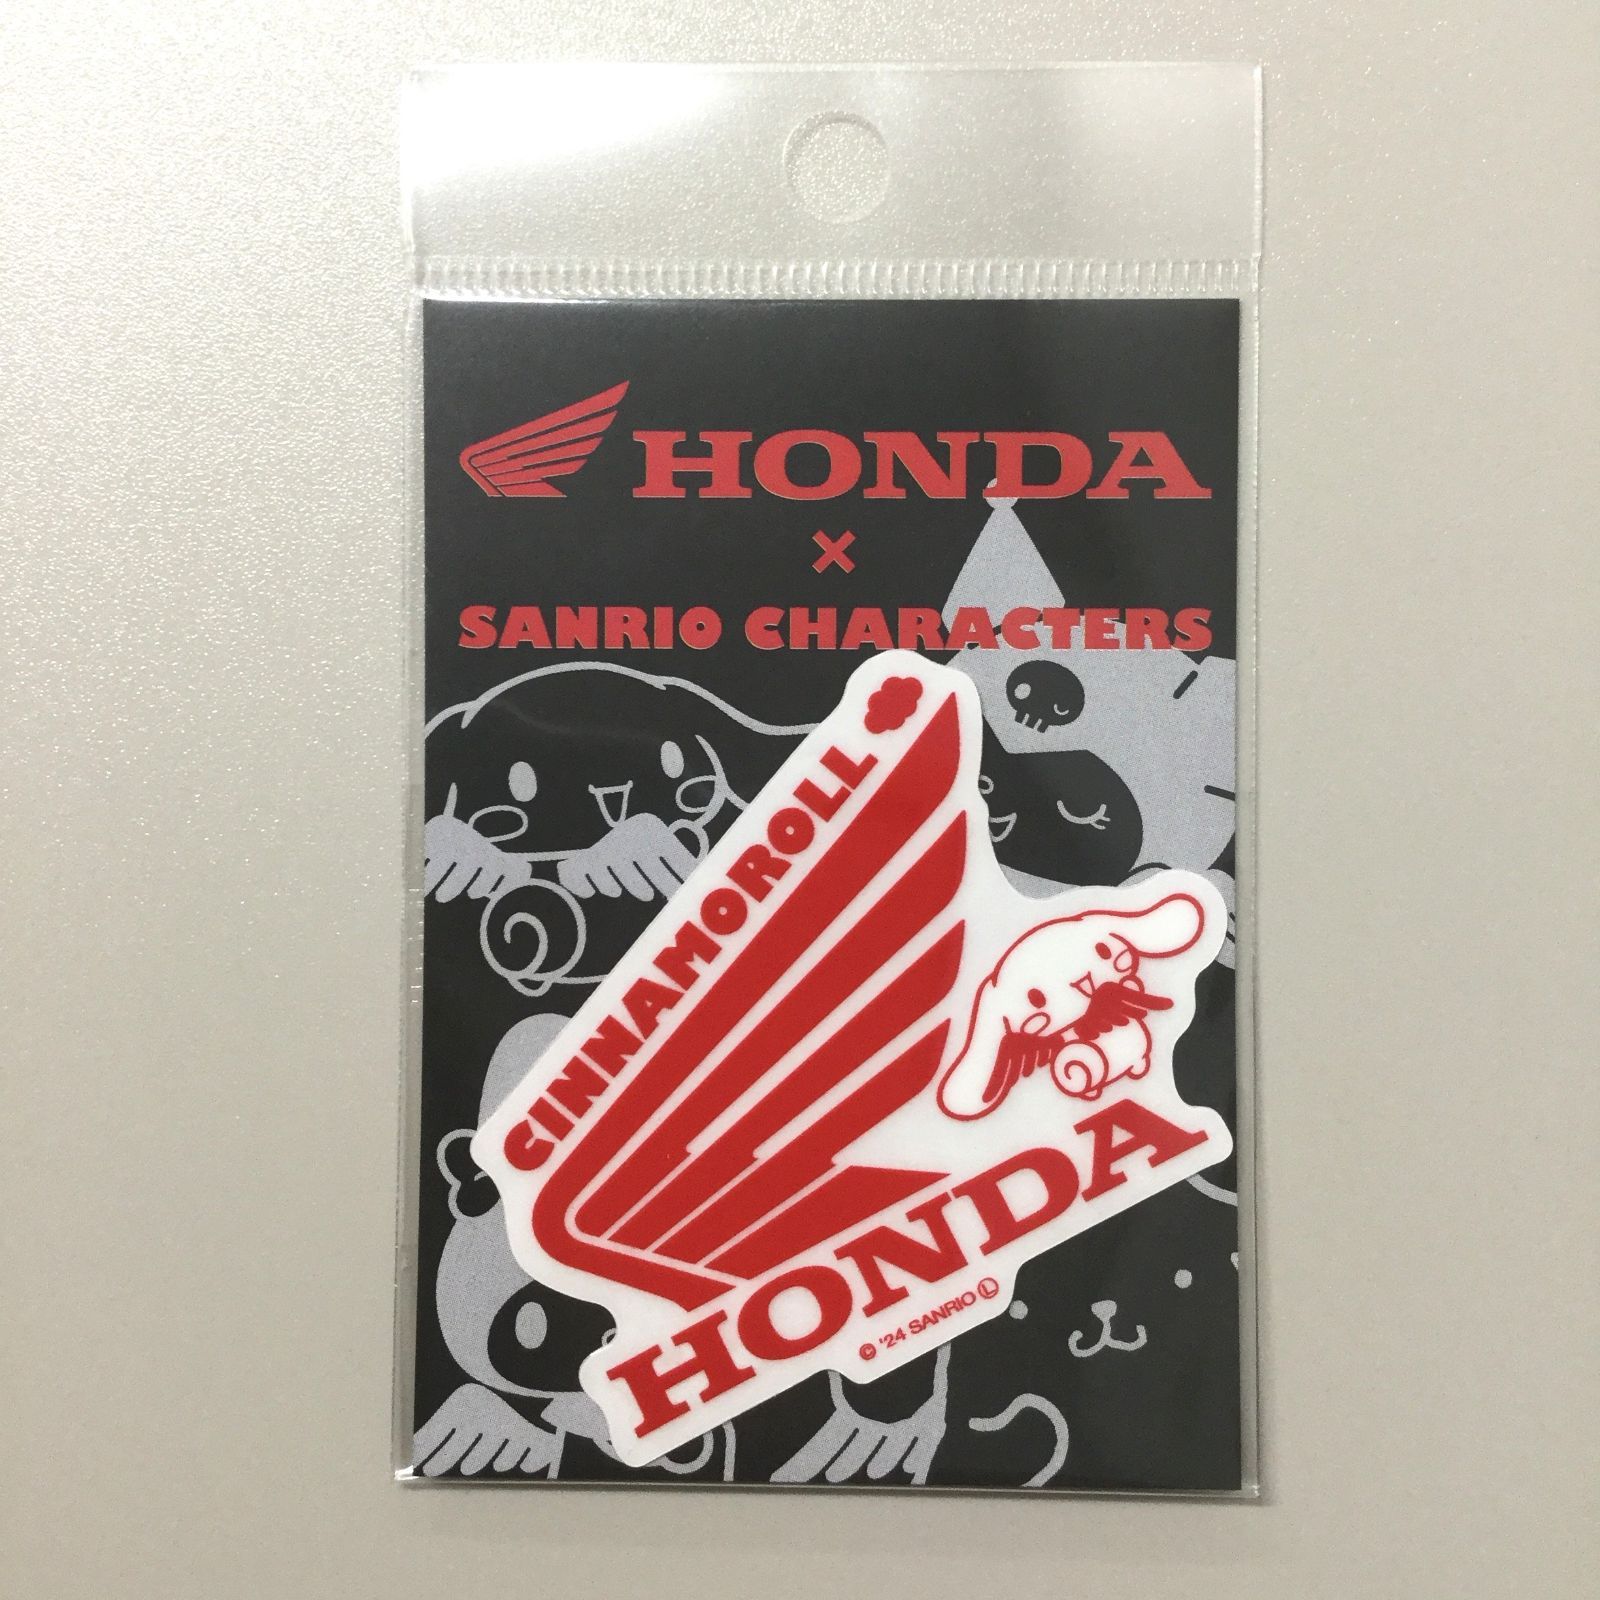 HONDA
×
SANRIO CHARACTERS
CINNAMOROLL
HONDA
© '24 SANRIO Ⓛ